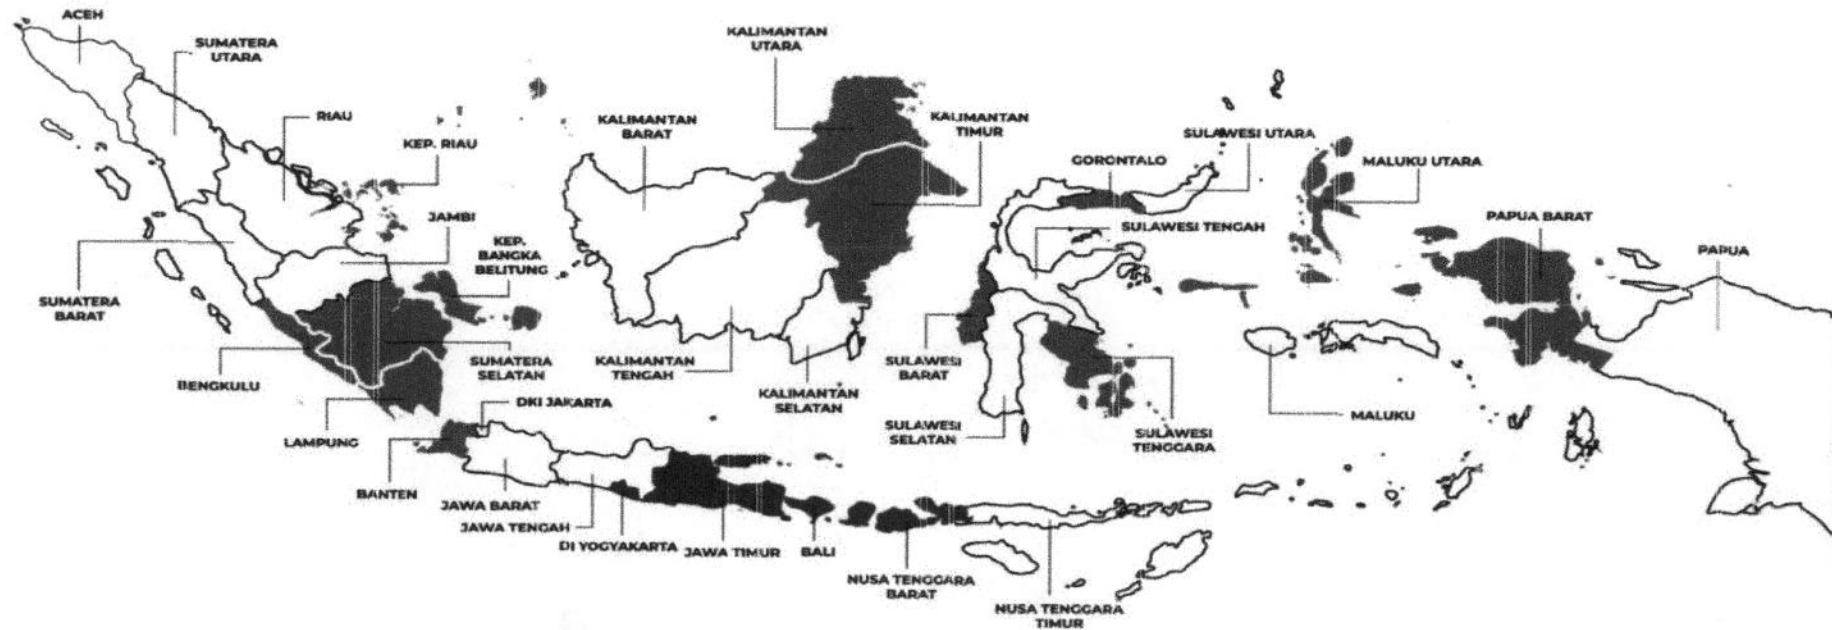 ACEH
SUMATERA
UTARA
RIAU
KEP. RIAU
JAMBI
KEP.
BANGKA
BELITUNG
SUMATERA
BARAT
BENGKULU
SUMATERA
SELATAN
LAMPUNG
DKI JAKARTA
BANTEN
JAWA BARAT
JAWA TENGAH
DI YOGYAKARTA
JAWA TIMUR
BALI
NUSA TENGGARA
BARAT
NUSA TENGGARA
TIMUR
KALIMANTAN
UTARA
KALIMANTAN
BARAT
KALIMANTAN
TIMUR
KALIMANTAN
TENGAH
KALIMANTAN
SELATAN
GORONTALO
SULAWESI UTARA
SULAWESI TENGAH
SULAWESI
BARAT
SULAWESI
SELATAN
SULAWESI
TENGGARA
MALUKU UTARA
MALUKU
PAPUA BARAT
PAPUA